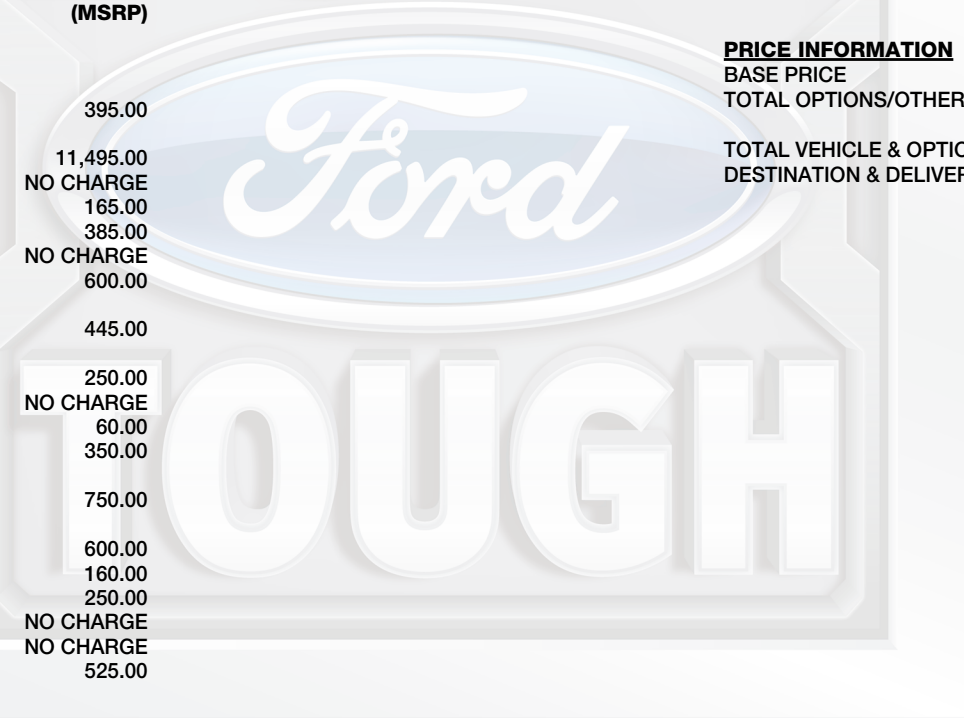 (MSRP)
395.00
11,495.00
NO CHARGE
165.00
385.00
NO CHARGE
600.00
445.00
250.00
NO CHARGE
60.00
350.00
750.00
600.00
160.00
250.00
NO CHARGE
NO CHARGE
525.00
PRICE INFORMATION
BASE PRICE
TOTAL OPTIONS/OTHER
TOTAL VEHICLE & OPTIO
DESTINATION & DELIVER
Ford
TOUGH